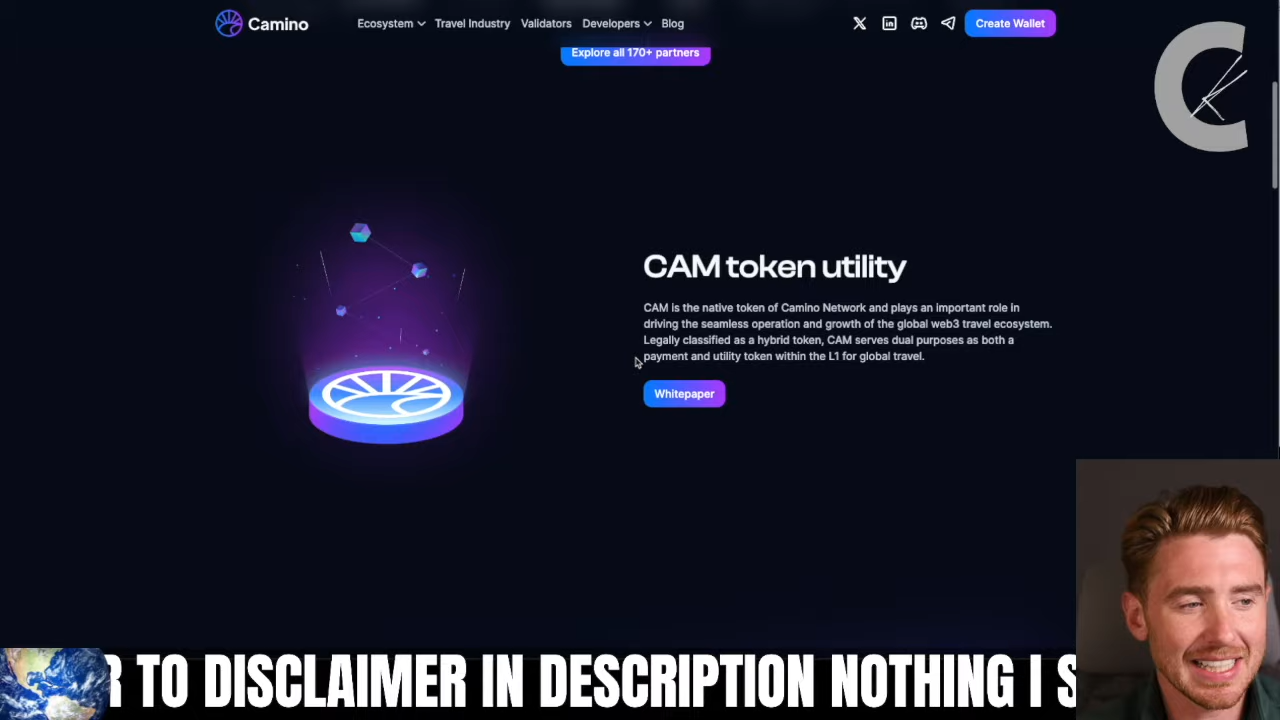 Camino
Ecosystem Travel Industry Validators Developers Blog
Create Wallet
Explore all 170+ partners
CAM token utility
CAM is the native token of Camino Network and plays an important role in
driving the seamless operation and growth of the global web3 travel ecosystem.
Legally classified as a hybrid token, CAM serves dual purposes as both a
payment and utility token within the L1 for global travel.
Whitepaper
R TO DISCLAIMER IN DESCRIPTION NOTHING I S